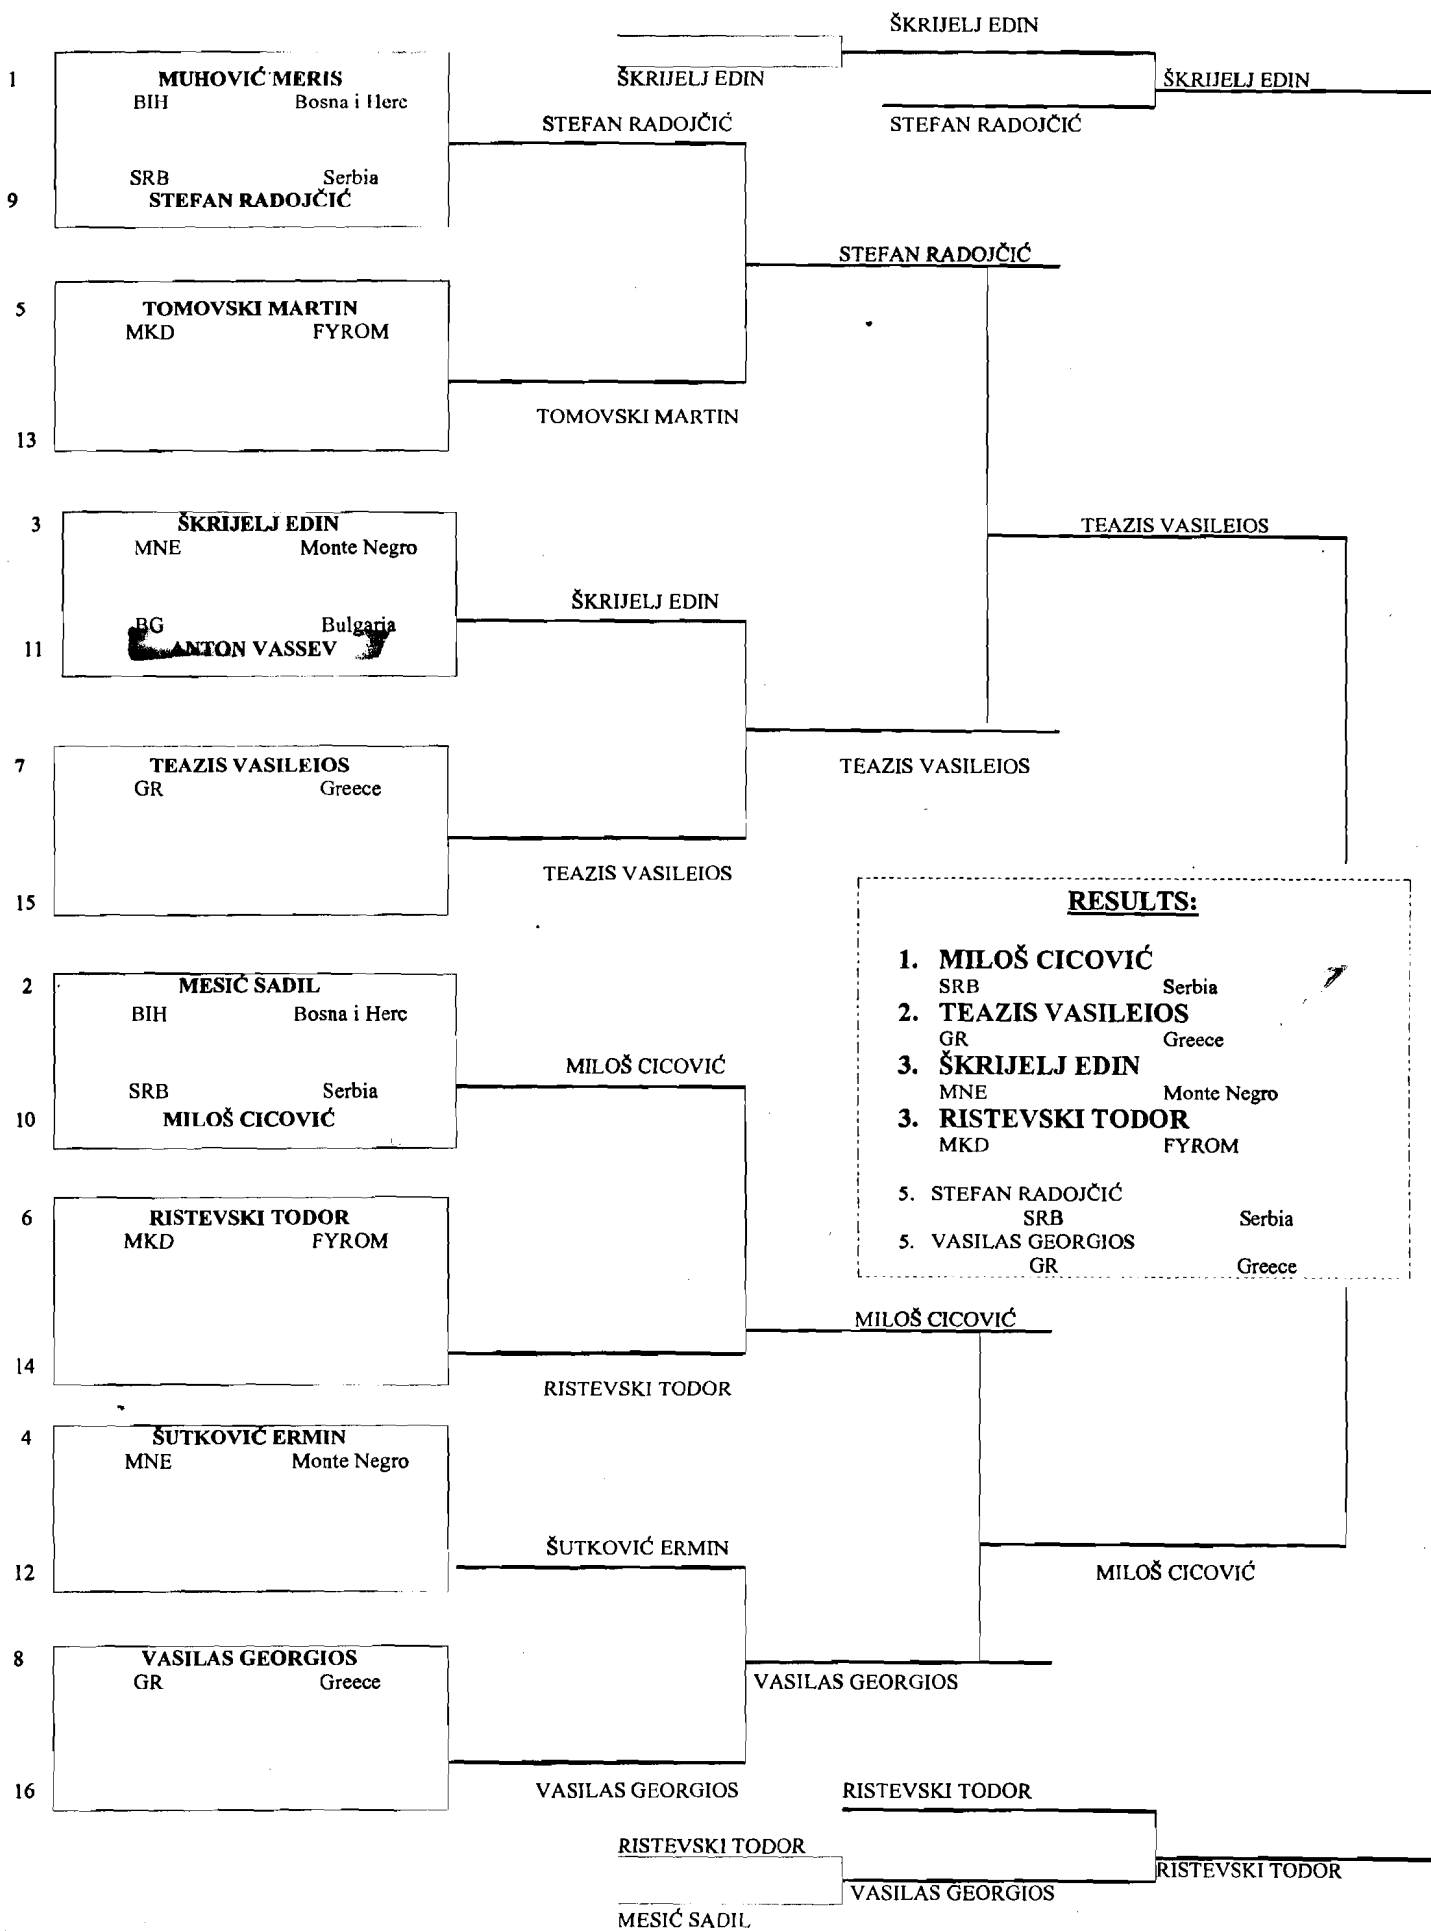 ŠKRIJELJ EDIN
1 MUHOVIĆ MERIS ŠKRIJELJ EDIN ŠKRIJELJ EDIN
BIH Bosna i Herc
STEFAN RADOJČIĆ STEFAN RADOJČIĆ
SRB Serbia
9 STEFAN RADOJČIĆ
STEFAN RADOJČIĆ
5 TOMOVSKI MARTIN
MKD FYROM
TOMOVSKI MARTIN
13
3 ŠKRIJELJ EDIN TEAZIS VASILEIOS
MNE Monte Negro
ŠKRIJELJ EDIN
BG Bulgaria
11 ANTON VASSEV
7 TEAZIS VASILEIOS TEAZIS VASILEIOS
GR Greece
TEAZIS VASILEIOS
15
RESULTS:
1. MILOŠ CICOVIĆ
SRB Serbia
2. TEAZIS VASILEIOS
GR Greece
3. ŠKRIJELJ EDIN
MNE Monte Negro
3. RISTEVSKI TODOR
MKD FYROM
5. STEFAN RADOJČIĆ
SRB Serbia
5. VASILAS GEORGIOS
GR Greece
2 MESIĆ SADIL
BIH Bosna i Herc
MILOŠ CICOVIĆ
SRB Serbia
10 MILOŠ CICOVIĆ
6 RISTEVSKI TODOR
MKD FYROM
MILOŠ CICOVIĆ
14
RISTEVSKI TODOR
4 ŠUTKOVIĆ ERMIN
MNE Monte Negro
ŠUTKOVIĆ ERMIN
12 MILOŠ CICOVIĆ
8 VASILAS GEORGIOS
GR Greece VASILAS GEORGIOS
16 VASILAS GEORGIOS RISTEVSKI TODOR
RISTEVSKI TODOR
RISTEVSKI TODOR
VASILAS GEORGIOS
MESIĆ SADIL